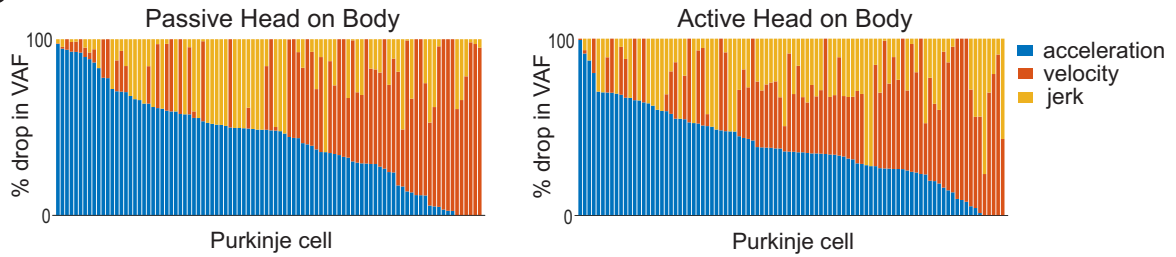 Passive Head on Body
100
% drop in VAF
0
Purkinje cell
Active Head on Body
100
% drop in VAF
0
Purkinje cell
acceleration
velocity
jerk